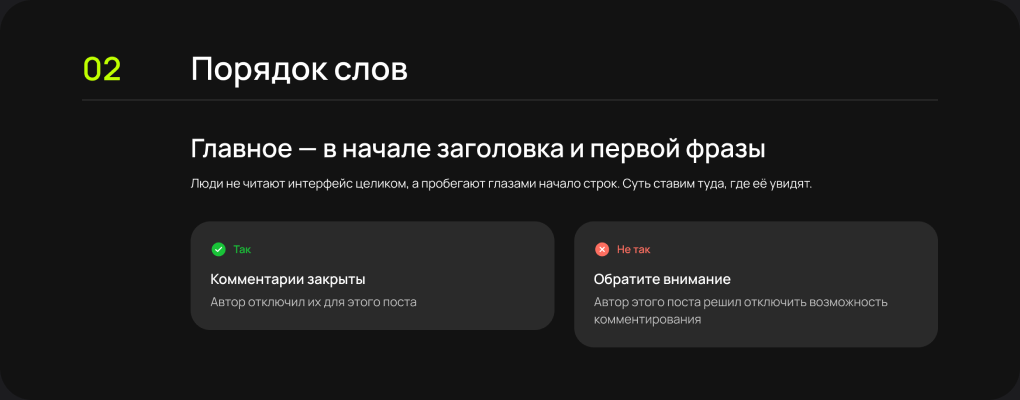 02
Порядок слов
Главное — в начале заголовка и первой фразы
Люди не читают интерфейс целиком, а пробегают глазами начало строк. Суть ставим туда, где её увидят.
Так
Комментарии закрыты
Автор отключил их для этого поста
Не так
Обратите внимание
Автор этого поста решил отключить возможность
комментирования